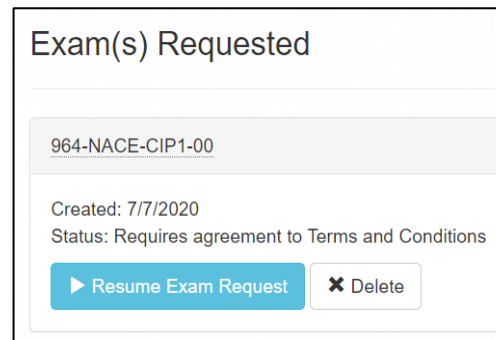 Exam(s) Requested
964-NACE-CIP1-00
Created: 7/7/2020
Status: Requires agreement to Terms and Conditions
Resume Exam Request
Delete